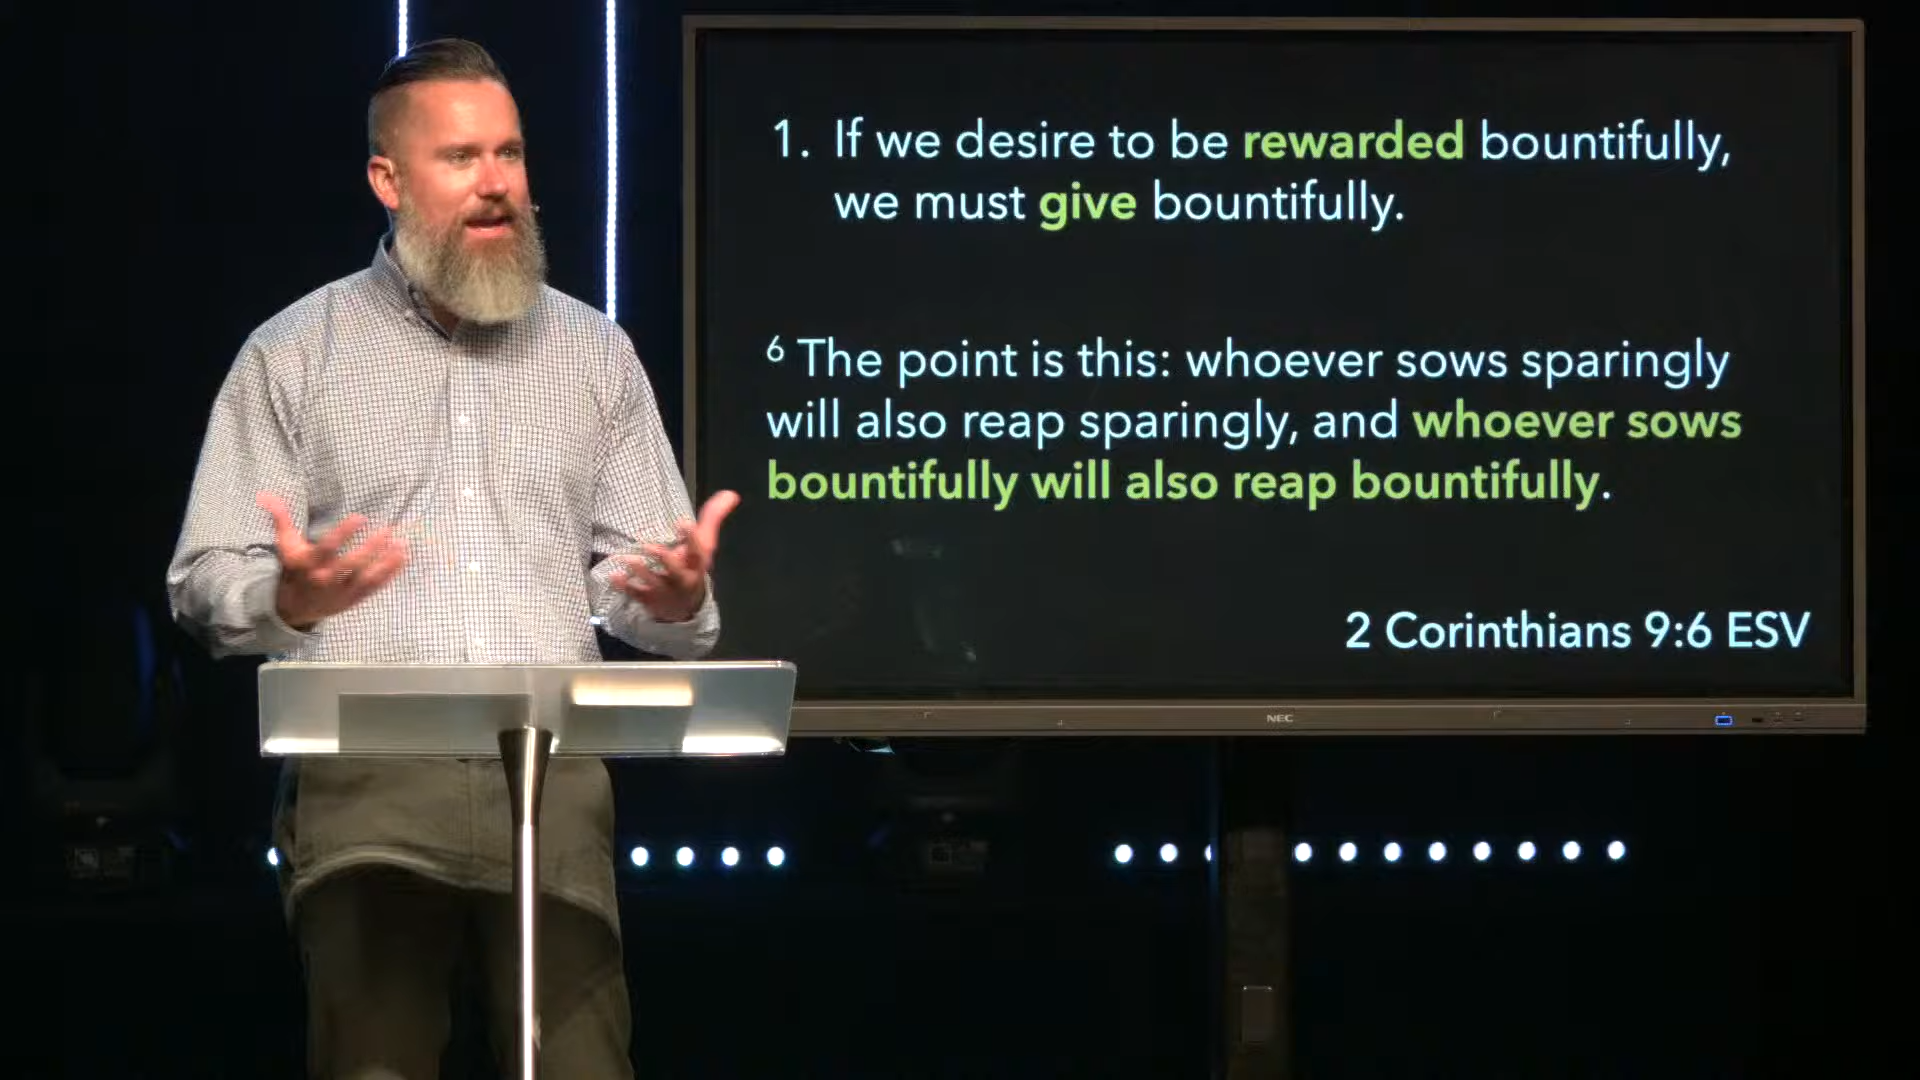 1. If we desire to be rewarded bountifully,
we must give bountifully.
6 The point is this: whoever sows sparingly
will also reap sparingly, and whoever sows
bountifully will also reap bountifully.
2 Corinthians 9:6 ESV
NEC